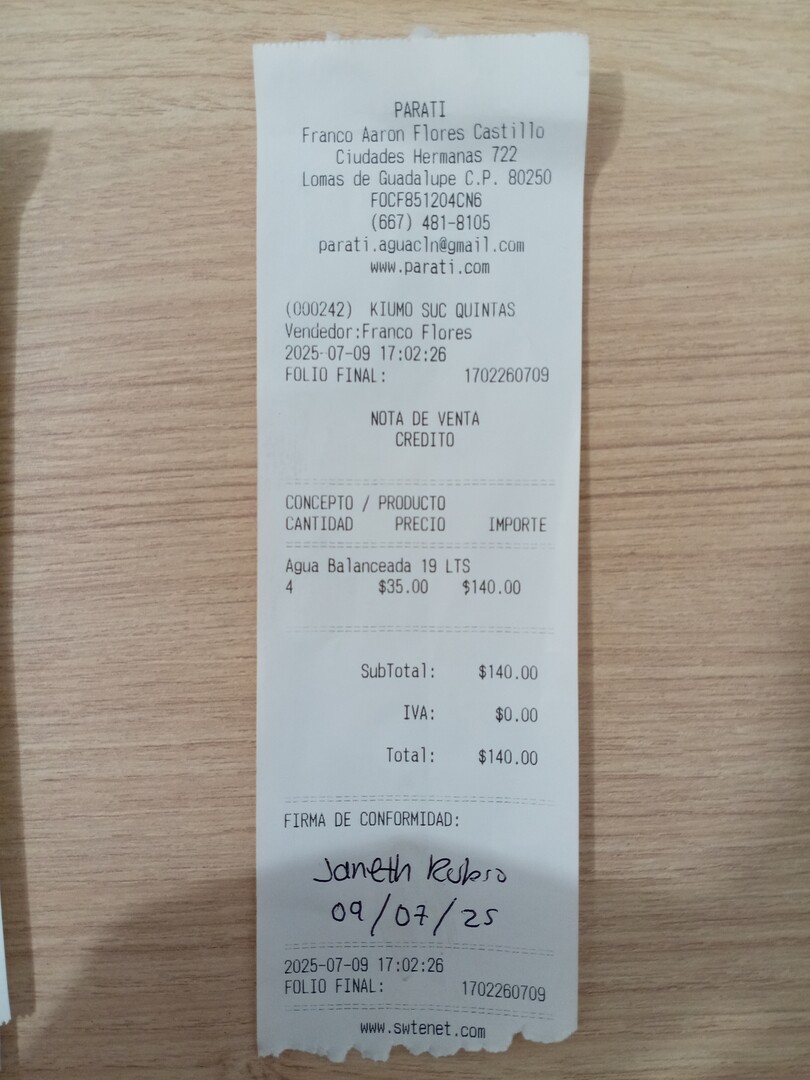 PARATI
Franco Aaron Flores Castillo
Ciudades Hermanas 722
Lomas de Guadalupe C.P. 80250
FOCF851204CN6
(667) 481-8105
parati.aguacln@gmail.com
www.parati.com
(000242) KIUMO SUC QUINTAS
Vendedor:Franco Flores
2025-07-09 17:02:26
FOLIO FINAL: 1702260709
NOTA DE VENTA
CREDITO
CONCEPTO / PRODUCTO
CANTIDAD PRECIO IMPORTE
Agua Balanceada 19 LTS
4 $35.00 $140.00
SubTotal: $140.00
IVA: $0.00
Total: $140.00
FIRMA DE CONFORMIDAD:
Janeth Rubio
09/07/25
2025-07-09 17:02:26
FOLIO FINAL: 1702260709
www.swtenet.com